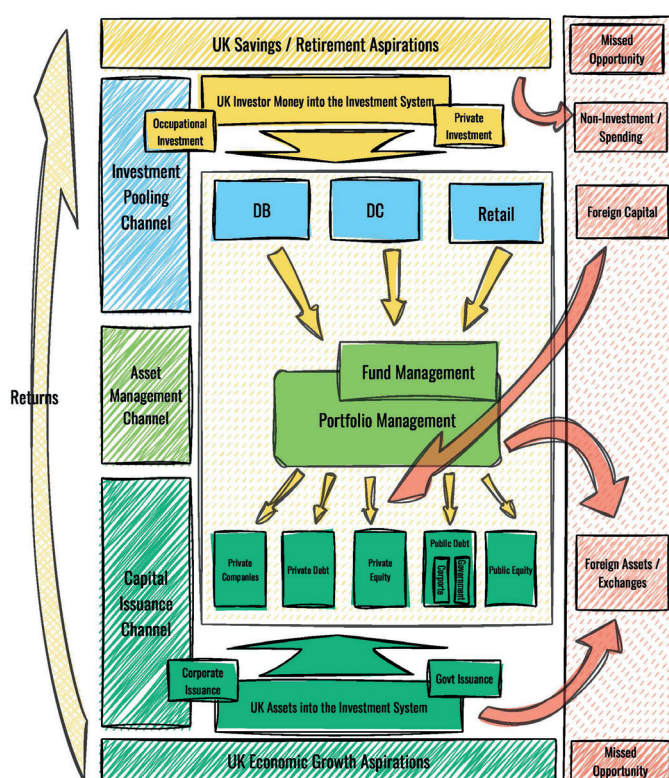 UK Savings / Retirement Aspirations
Missed
Opportunity
UK Investor Money into the Investment System
Occupational
Investment
Private
Investment
Non-Investment /
Spending
Investment
Pooling
Channel
DB
DC
Retail
Foreign Capital
Returns
Asset
Management
Channel
Fund Management
Portfolio Management
Capital
Issuance
Channel
Private
Companies
Private Debt
Private
Equity
Public Debt
Corporte
Government
Public Equity
Foreign Assets /
Exchanges
Corporate
Issuance
Govt Issuance
UK Assets into the Investment System
UK Economic Growth Aspirations
Missed
Opportunity